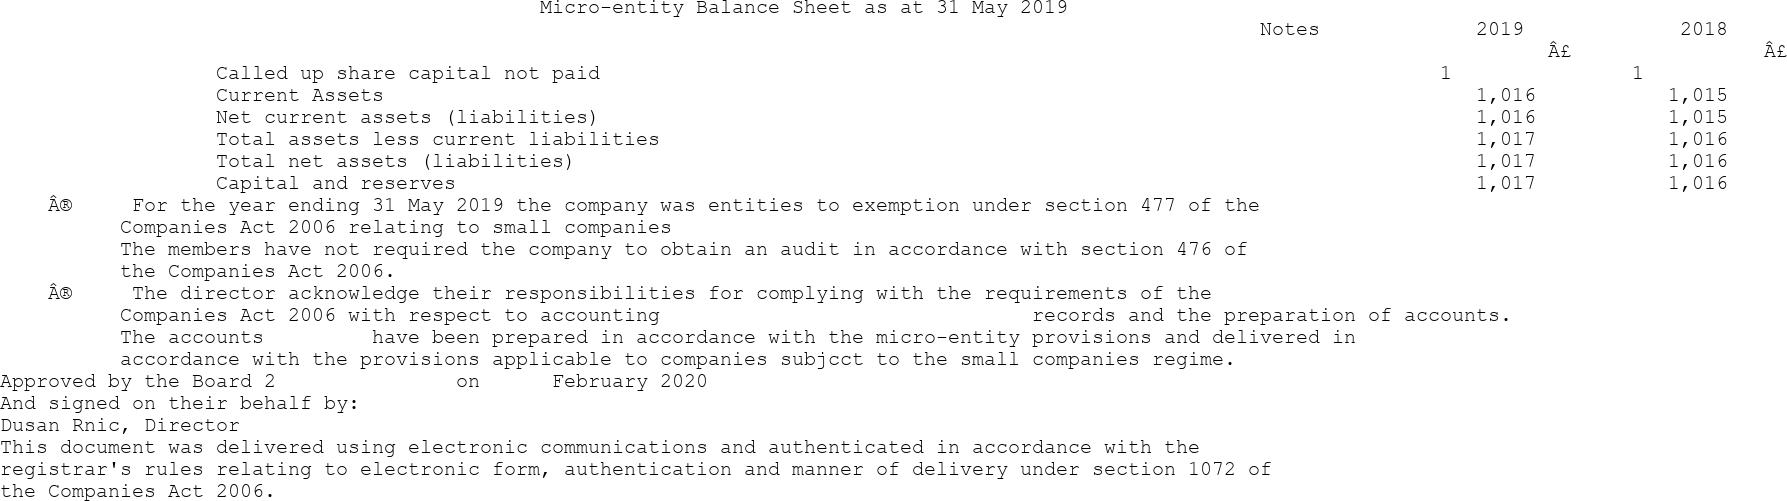 Micro-entity Balance Sheet as at 31 May 2019
Notes 2019 2018
Â£ Â£
Called up share capital not paid 1 1
Current Assets 1,016 1,015
Net current assets (liabilities) 1,016 1,015
Total assets less current liabilities 1,017 1,016
Total net assets (liabilities) 1,017 1,016
Capital and reserves 1,017 1,016
Â® For the year ending 31 May 2019 the company was entities to exemption under section 477 of the
Companies Act 2006 relating to small companies
The members have not required the company to obtain an audit in accordance with section 476 of
the Companies Act 2006.
Â® The director acknowledge their responsibilities for complying with the requirements of the
Companies Act 2006 with respect to accounting records and the preparation of accounts.
The accounts have been prepared in accordance with the micro-entity provisions and delivered in
accordance with the provisions applicable to companies subjcct to the small companies regime.
Approved by the Board 2 on February 2020
And signed on their behalf by:
Dusan Rnic, Director
This document was delivered using electronic communications and authenticated in accordance with the
registrar's rules relating to electronic form, authentication and manner of delivery under section 1072 of
the Companies Act 2006.